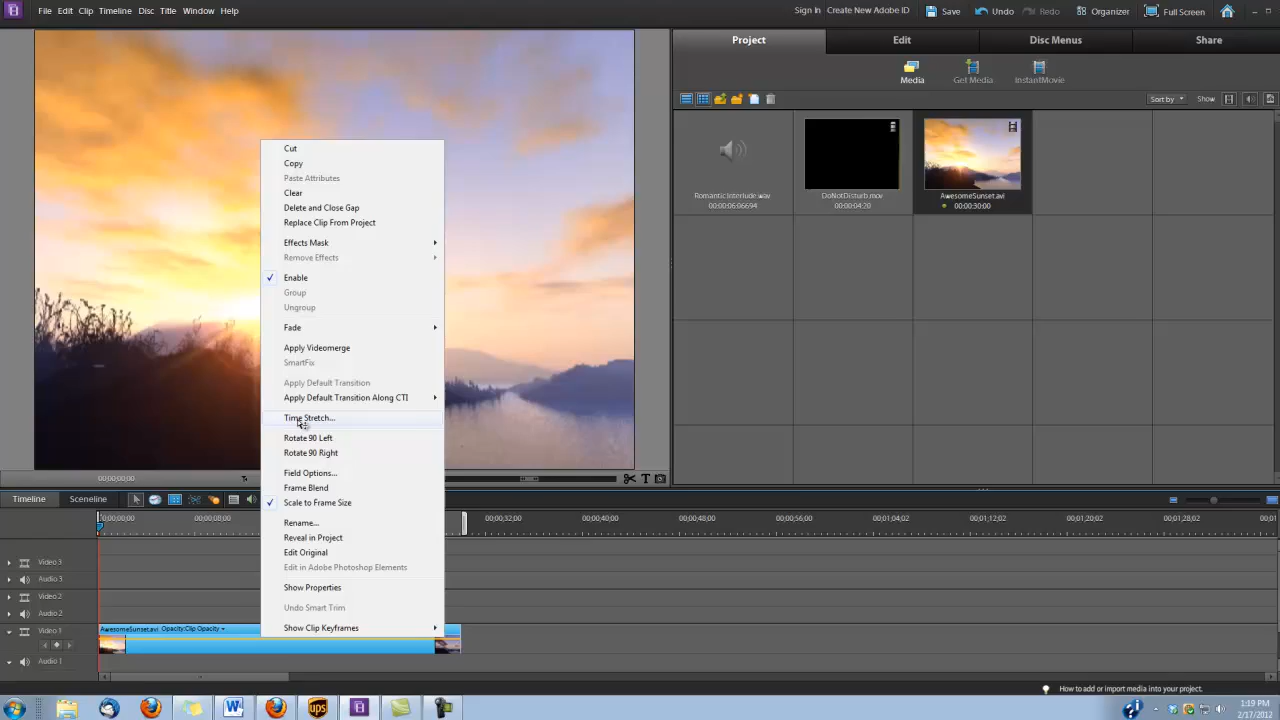 File Edit Clip Timeline Disc Title Window Help
Sign In Create New Adobe ID Save Undo Redo Organizer Full Screen
Project Edit Disc Menus Share
Media Get Media InstantMovie
Sort by Show
RomanticInterlude.wav
00:00:6:06694
DoNotDisturb.mov
00:00:04:20
AwesomeSunset.avi
00:00:30:00
Cut
Copy
Paste Attributes
Clear
Delete and Close Gap
Replace Clip From Project
Effects Mask
Remove Effects
Enable
Group
Ungroup
Fade
Apply Videomerge
SmartFix
Apply Default Transition
Apply Default Transition Along CTI
Time Stretch...
Rotate 90 Left
Rotate 90 Right
Field Options...
Frame Blend
Scale to Frame Size
Rename...
Reveal in Project
Edit Original
Edit in Adobe Photoshop Elements
Show Properties
Undo Smart Trim
Show Clip Keyframes
00;00;00;00
T
Timeline Sceneline
00;00;08;00 00;00;32;00 00;00;40;00 00;00;48;00 00;00;56;00 00;01;04;02 00;01;12;02 00;01;20;02 00;01;28;02
Video 3
Audio 3
Video 2
Audio 2
Video 1
AwesomeSunset.avi Opacity:Clip Opacity
Audio 1
How to add or import media into your project.
W
ups
1:19 PM
2/17/2012